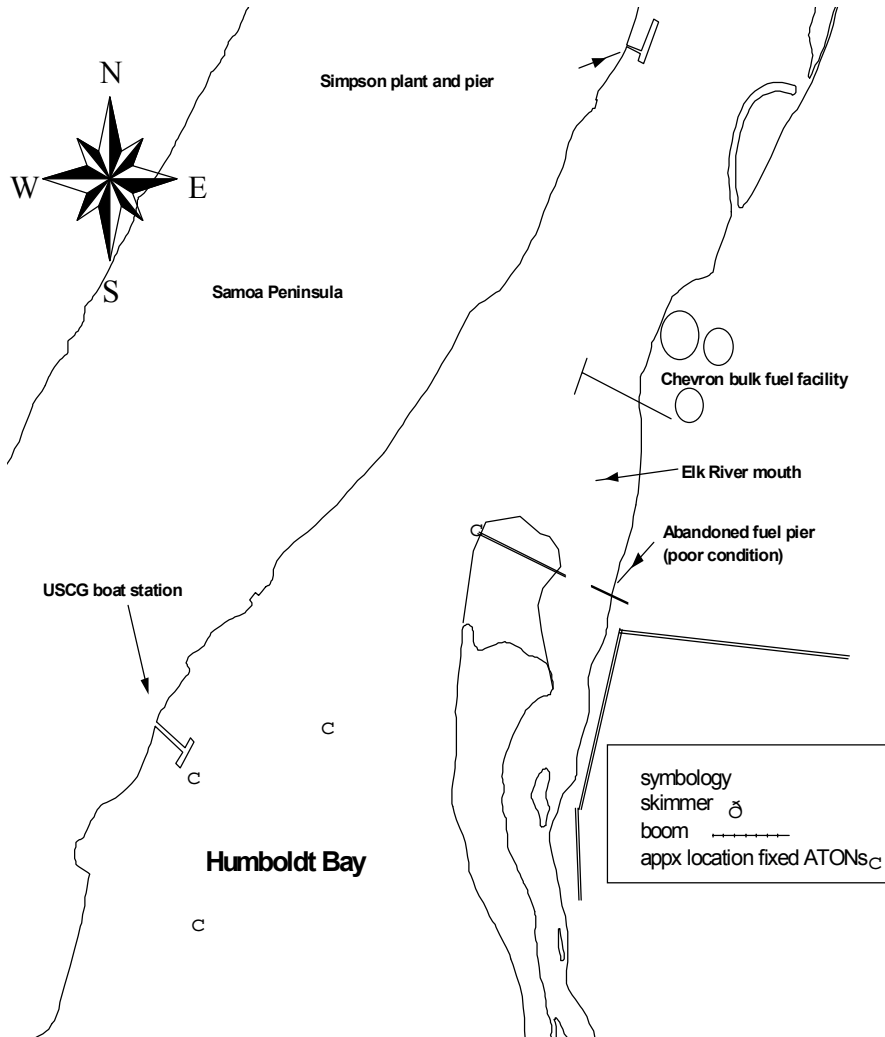 Simpson plant and pier
N
W
E
S
Samoa Peninsula
Chevron bulk fuel facility
Elk River mouth
Abandoned fuel pier
(poor condition)
USCG boat station
C
C
C
C
Humboldt Bay
symbology
skimmer ð
boom
appx location fixed ATONs C